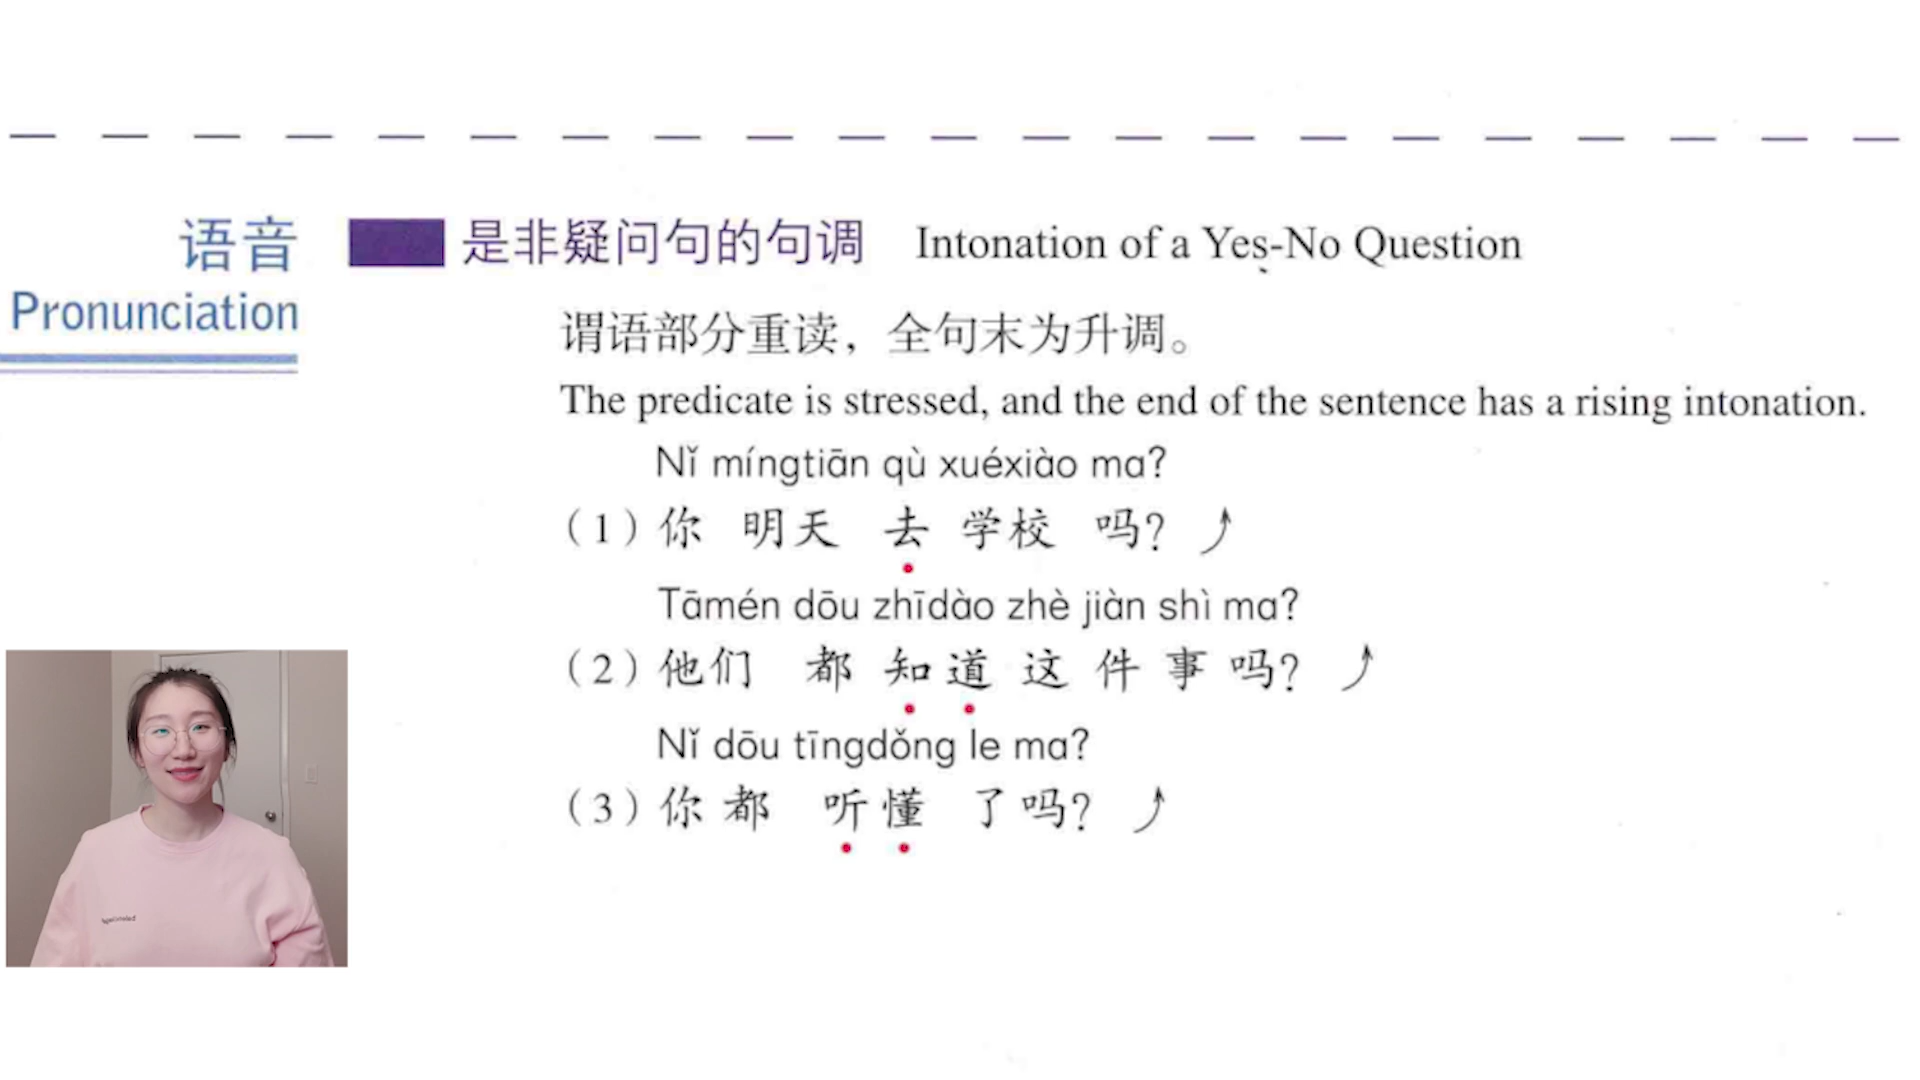 语音
Pronunciation
是非疑问句的句调 Intonation of a Yes-No Question
谓语部分重读，全句末为升调。
The predicate is stressed, and the end of the sentence has a rising intonation.
Nǐ míngtiān qù xuéxiào ma?
（1）你 明天 去 学校 吗？
Tāmén dōu zhīdào zhè jiàn shì ma?
（2）他们 都 知道 这 件 事 吗？
Nǐ dōu tīngdǒng le ma?
（3）你 都 听懂 了 吗？